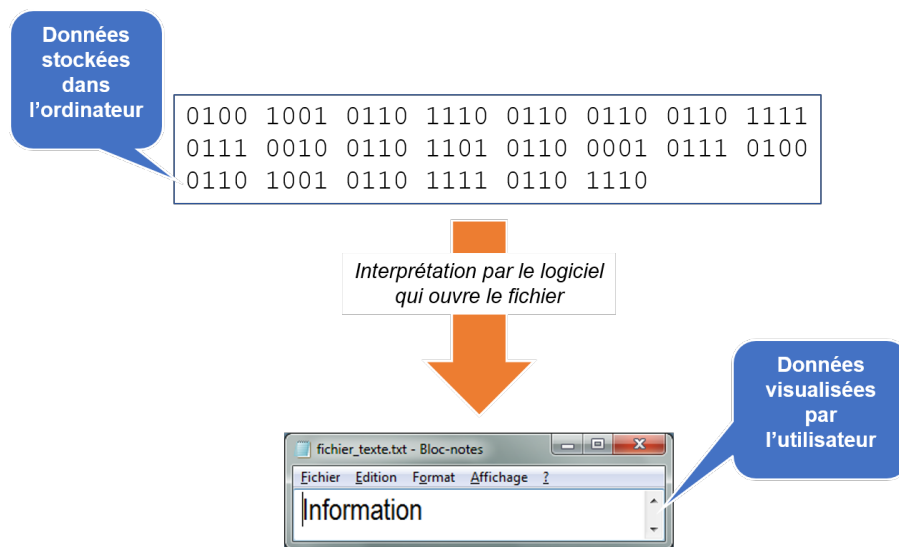 Données
stockées
dans
l’ordinateur
0100 1001 0110 1110 0110 0110 0110 1111
0111 0010 0110 1101 0110 0001 0111 0100
0110 1001 0110 1111 0110 1110
Interprétation par le logiciel
qui ouvre le fichier
Données
visualisées
par
l’utilisateur
fichier_texte.txt - Bloc-notes
Fichier Edition Format Affichage ?
Information